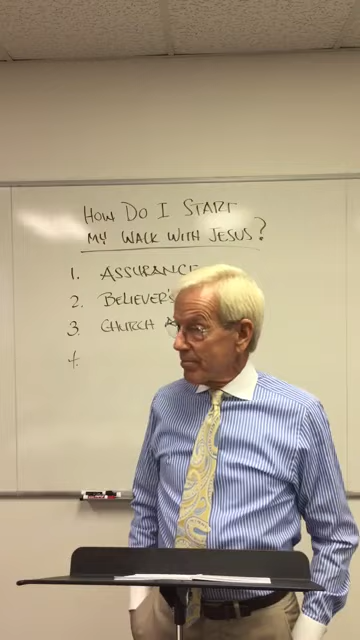 HOW DO I START
MY WALK WITH JESUS?
1. ASSURANCE
2. BELIEVER'S
3. CHURCH
4.